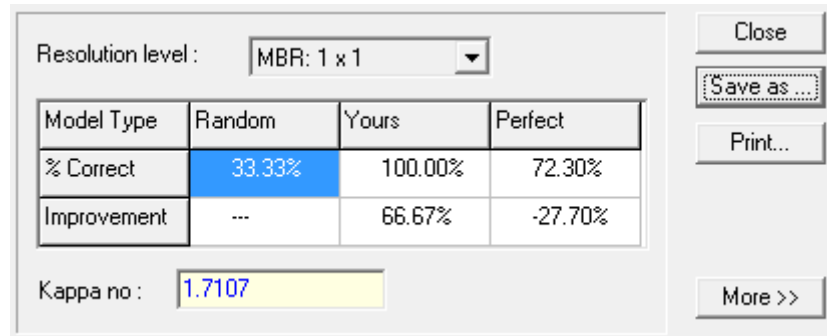 Resolution level :
MBR: 1 x 1
Close
Save as ...
Print...
Model Type Random Yours Perfect
% Correct 33.33% 100.00% 72.30%
Improvement --- 66.67% -27.70%
Kappa no : 1.7107
More >>